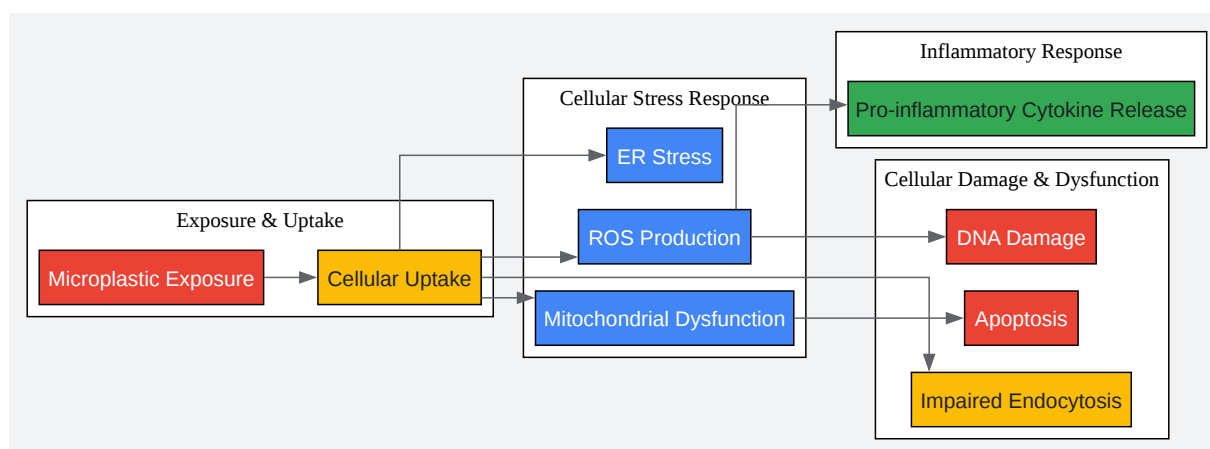 Exposure & Uptake
Microplastic Exposure
Cellular Uptake
Cellular Stress Response
ER Stress
ROS Production
Mitochondrial Dysfunction
Inflammatory Response
Pro-inflammatory Cytokine Release
Cellular Damage & Dysfunction
DNA Damage
Apoptosis
Impaired Endocytosis